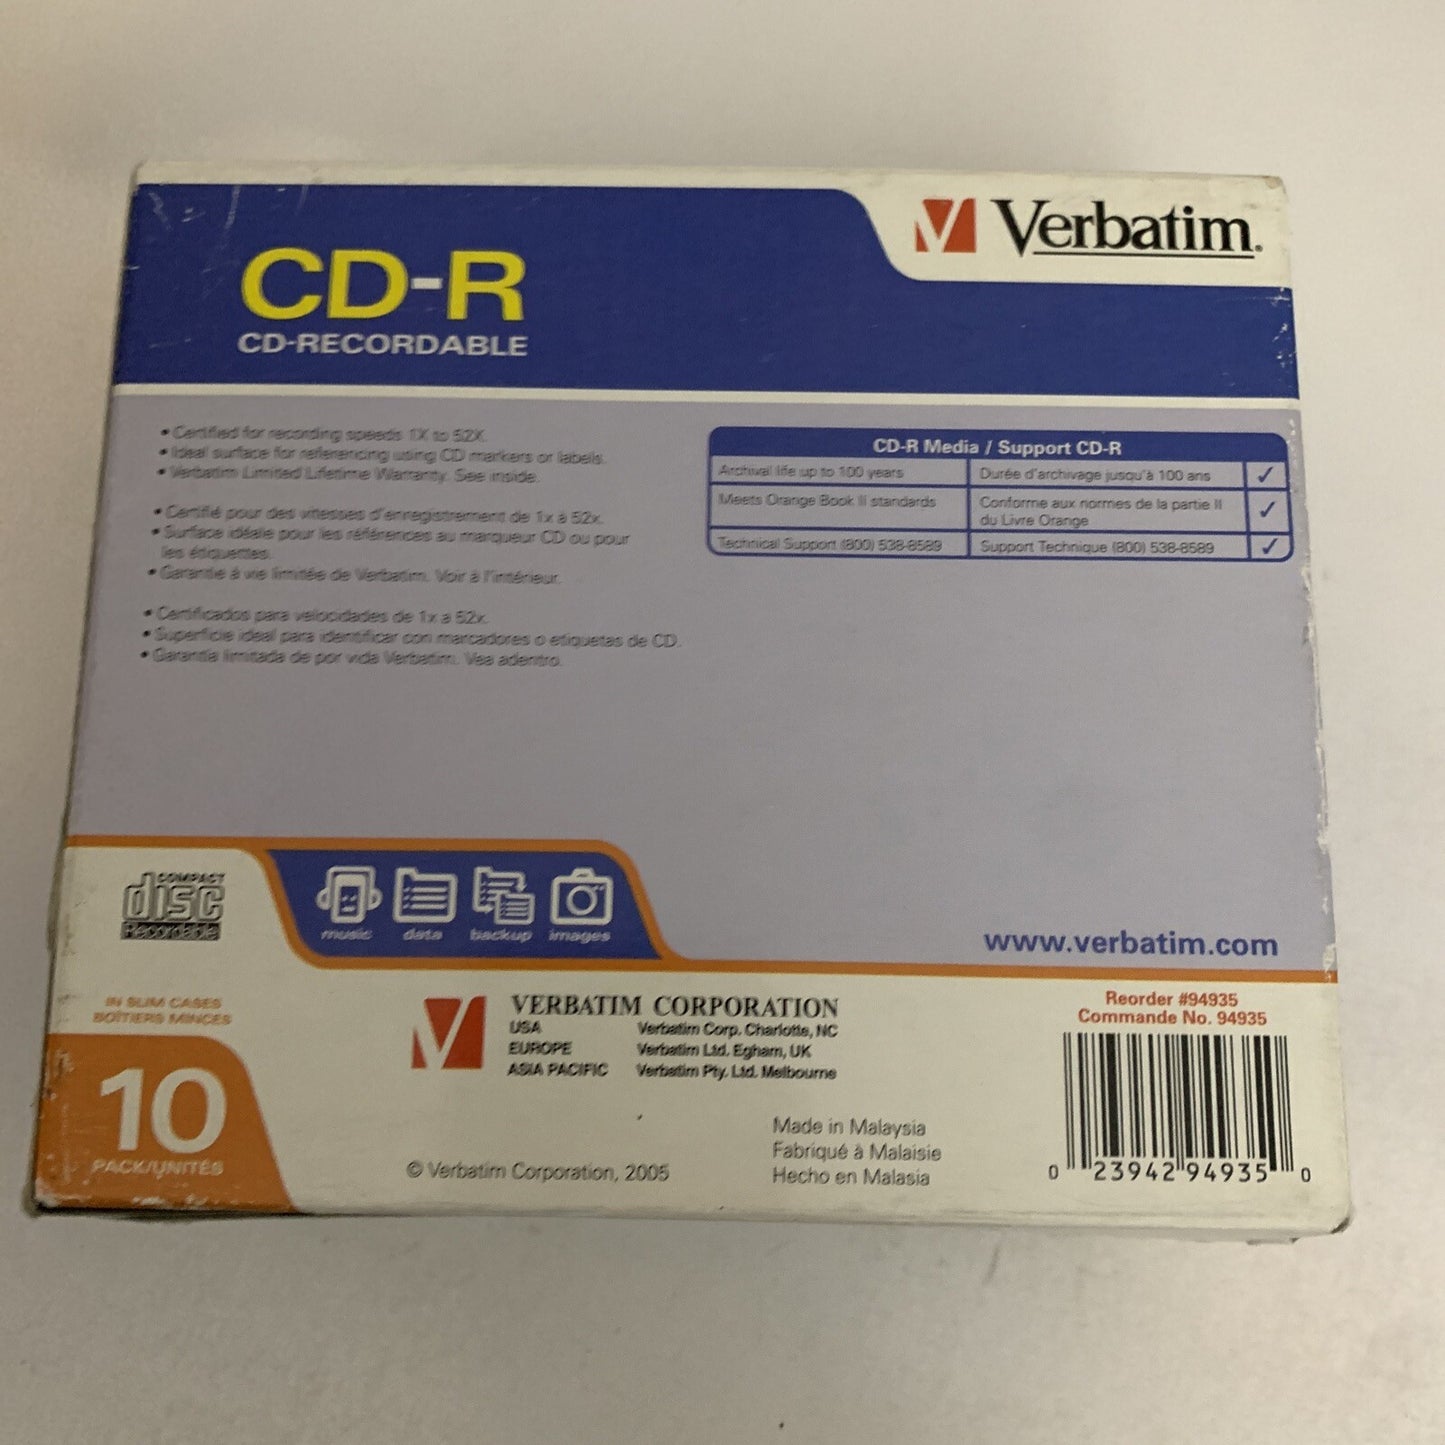 Verbatim.
CD-R
CD-RECORDABLE
• Certified for recording speeds 1X to 52X.
• Ideal surface for referencing using CD markers or labels.
• Verbatim Limited Lifetime Warranty. See inside.
• Certifié pour des vitesses d'enregistrement de 1x à 52x.
• Surface idéale pour les références au marqueur CD ou pour
les étiquettes.
• Garantie à vie limitée de Verbatim. Voir à l'intérieur.
• Certificados para velocidades de 1x a 52x.
• Superficie ideal para identificar con marcadores o etiquetas de CD.
• Garantía limitada de por vida Verbatim. Vea adentro.
CD-R Media / Support CD-R
Archival life up to 100 years Durée d'archivage jusqu'à 100 ans ✓
Meets Orange Book II standards Conforme aux normes de la partie II
du Livre Orange ✓
Technical Support (800) 538-8589 Support Technique (800) 538-8589 ✓
COMPACT
disc
Recordable
music data backup images
www.verbatim.com
IN SLIM CASES
BOÎTIERS MINCES
10
PACK/UNITÉS
VERBATIM CORPORATION
USA Verbatim Corp. Charlotte, NC
EUROPE Verbatim Ltd. Egham, UK
ASIA PACIFIC Verbatim Pty. Ltd. Melbourne
© Verbatim Corporation, 2005
Made in Malaysia
Fabriqué à Malaisie
Hecho en Malasia
Reorder #94935
Commande No. 94935
0 23942 94935 0